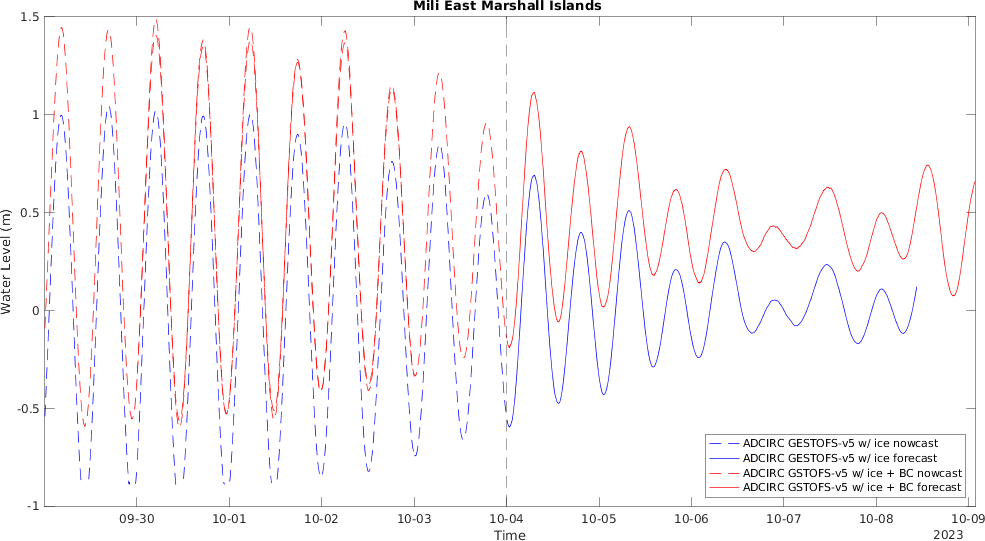 Mili East Marshall Islands
1.5
1
0.5
0
-0.5
-1
Water Level (m)
09-30
10-01
10-02
10-03
10-04
10-05
10-06
10-07
10-08
10-09
Time
2023
ADCIRC GESTOFS-v5 w/ ice nowcast
ADCIRC GESTOFS-v5 w/ ice forecast
ADCIRC GSTOFS-v5 w/ ice + BC nowcast
ADCIRC GSTOFS-v5 w/ ice + BC forecast